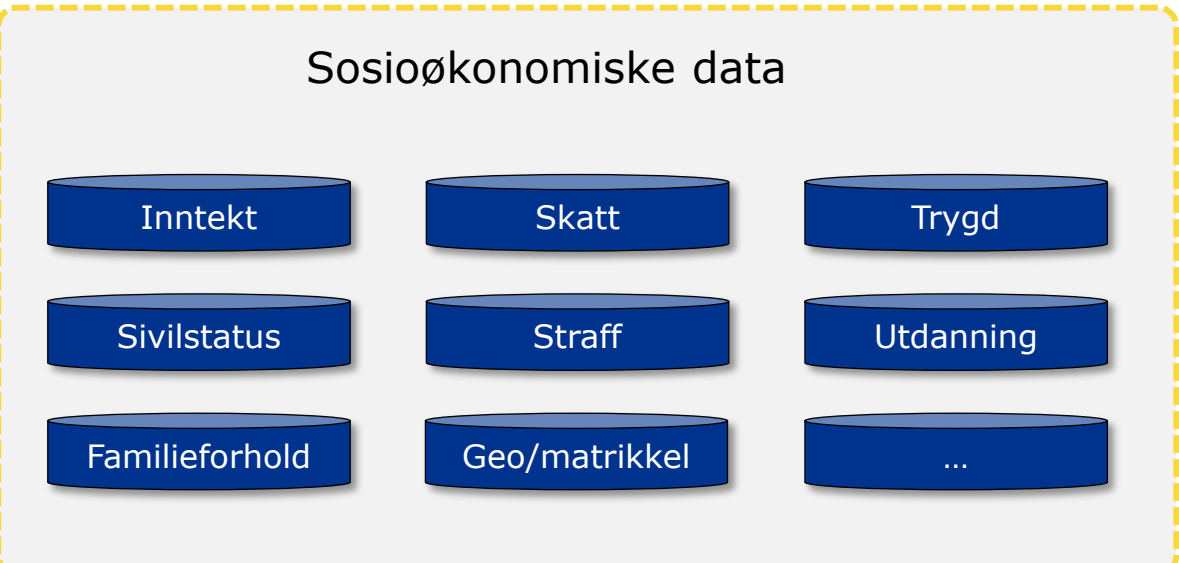 Sosioøkonomiske data
Inntekt
Skatt
Trygd
Sivilstatus
Straff
Utdanning
Familieforhold
Geo/matrikkel
…